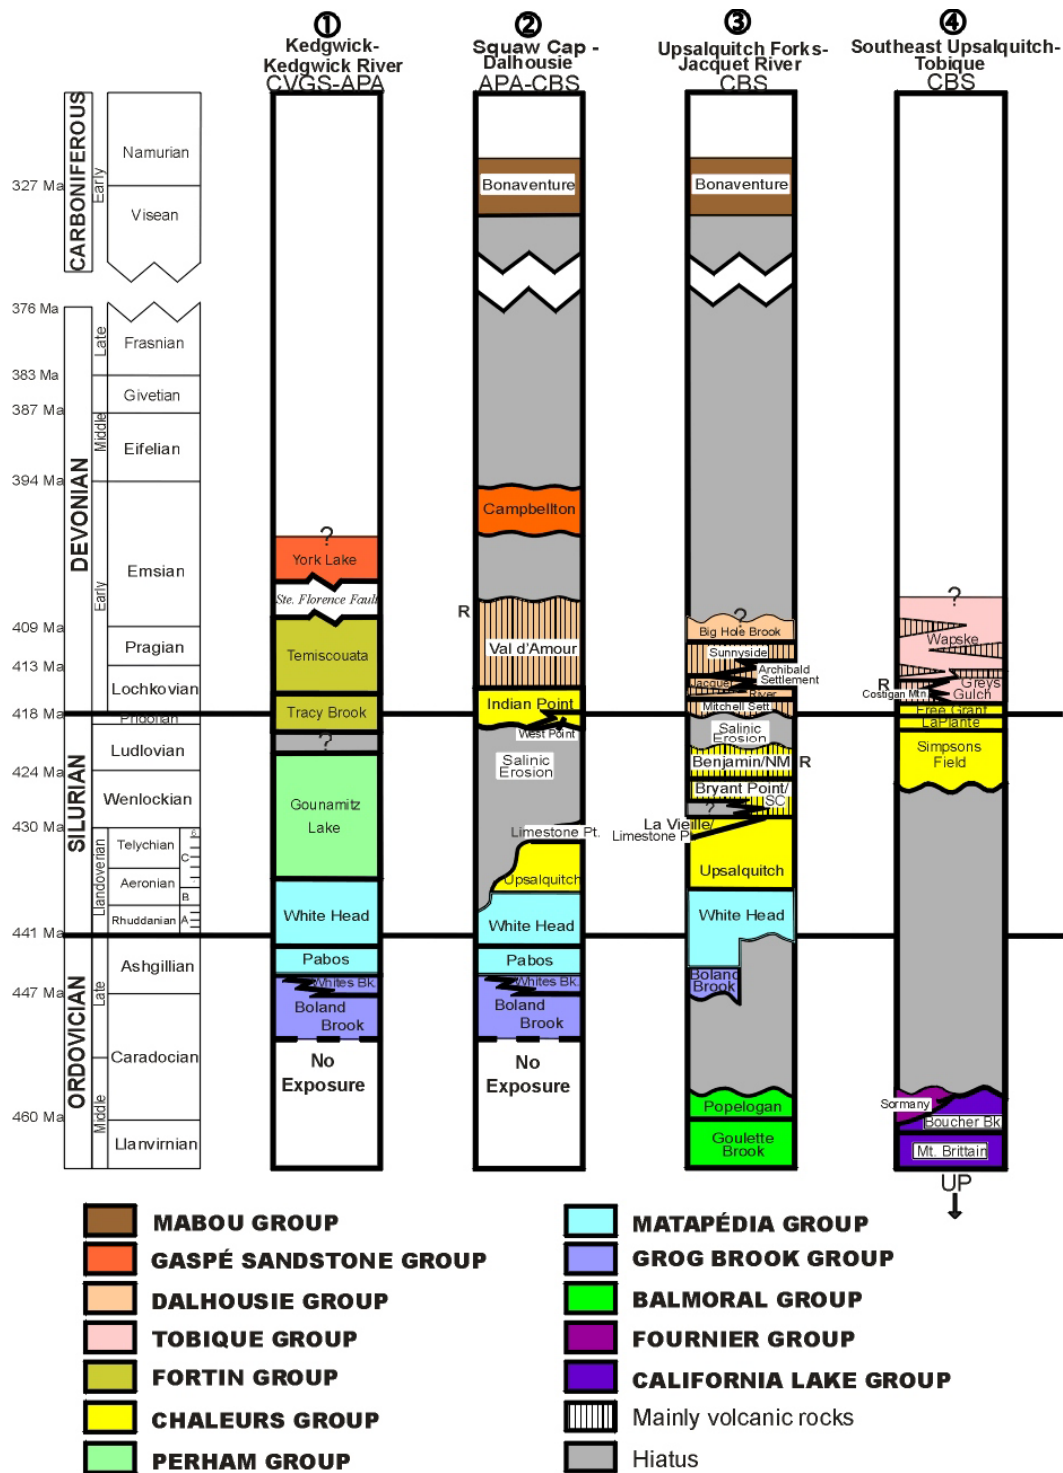 ①
Kedgwick-
Kedgwick River
CVGS-APA
②
Squaw Cap -
Dalhousie
APA-CBS
③
Upsalquitch Forks-
Jacquet River
CBS
④
Southeast Upsalquitch-
Tobique
CBS
CARBONIFEROUS
Early
Namurian
327 Ma
Visean
376 Ma
DEVONIAN
Late
Frasnian
383 Ma
Givetian
387 Ma
Middle
Eifelian
394 Ma
Early
Emsian
409 Ma
Pragian
413 Ma
Lochkovian
418 Ma
SILURIAN
Pridolian
Ludlovian
424 Ma
Wenlockian
430 Ma
Llandoverian
Telychian
C
Aeronian
B
Rhuddanian
A
441 Ma
ORDOVICIAN
Late
Ashgillian
447 Ma
Caradocian
Middle
460 Ma
Llanvirnian
?
York Lake
Ste. Florence Fault
Temiscouata
Tracy Brook
?
Gounamitz
Lake
White Head
Pabos
Whites Bk.
Boland
Brook
No
Exposure
Bonaventure
Campbellton
R
Val d'Amour
Indian Point
West Point
Salinic
Erosion
Limestone Pt.
Upsalquitch
White Head
Pabos
Whites Bk.
Boland
Brook
No
Exposure
Bonaventure
?
Big Hole Brook
Sunnyside
Archibald
Settlement
Jacquet
River
Mitchell Sett.
Salinic
Erosion
Benjamin/NM
R
Bryant Point/
SC
?
La Vieille/
Limestone Pt
Upsalquitch
White Head
Boland
Brook
Popelogan
Goulette
Brook
?
Wapske
R
Costigan Mtn.
Greys
Gulch
Free Grant
LaPlante
Simpsons
Field
Sormany
Boucher Bk
Mt. Brittain
UP
MABOU GROUP
GASPÉ SANDSTONE GROUP
DALHOUSIE GROUP
TOBIQUE GROUP
FORTIN GROUP
CHALEURS GROUP
PERHAM GROUP
MATAPÉDIA GROUP
GROG BROOK GROUP
BALMORAL GROUP
FOURNIER GROUP
CALIFORNIA LAKE GROUP
Mainly volcanic rocks
Hiatus